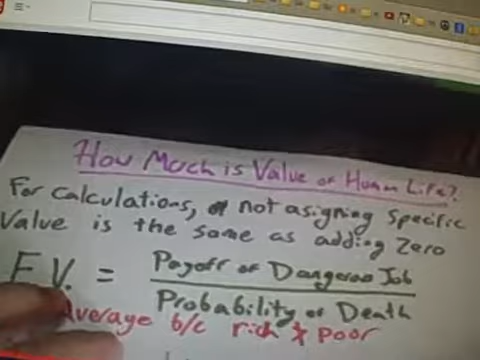 How Much is Value of Human Life?
For calculations, not asigning specific
Value is the same as adding zero
E.V. = Payoff of Dangerous Job
Probability of Death
Average b/c rich & poor